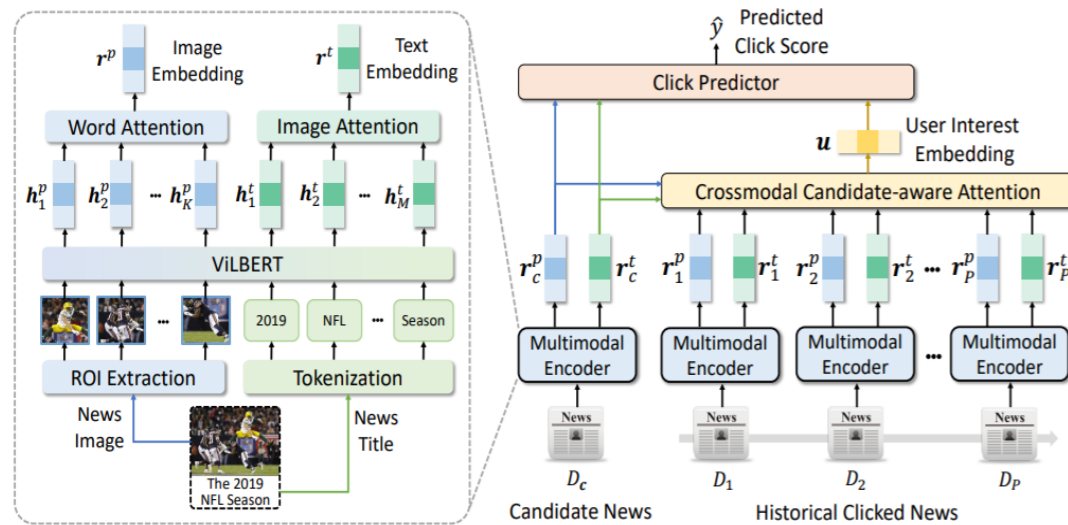 r^p
Image
Embedding
r^t
Text
Embedding
Word Attention
Image Attention
h_1^p
h_2^p
...
h_K^p
h_1^t
h_2^t
...
h_M^t
ViLBERT
...
2019
NFL
...
Season
ROI Extraction
Tokenization
News
Image
News
Title
The 2019
NFL Season
ŷ
Predicted
Click Score
Click Predictor
u
User Interest
Embedding
Crossmodal Candidate-aware Attention
r_c^p
r_c^t
r_1^p
r_1^t
r_2^p
r_2^t
...
r_P^p
r_P^t
Multimodal
Encoder
Multimodal
Encoder
Multimodal
Encoder
...
Multimodal
Encoder
News
News
News
News
D_c
D_1
D_2
D_P
Candidate News
Historical Clicked News